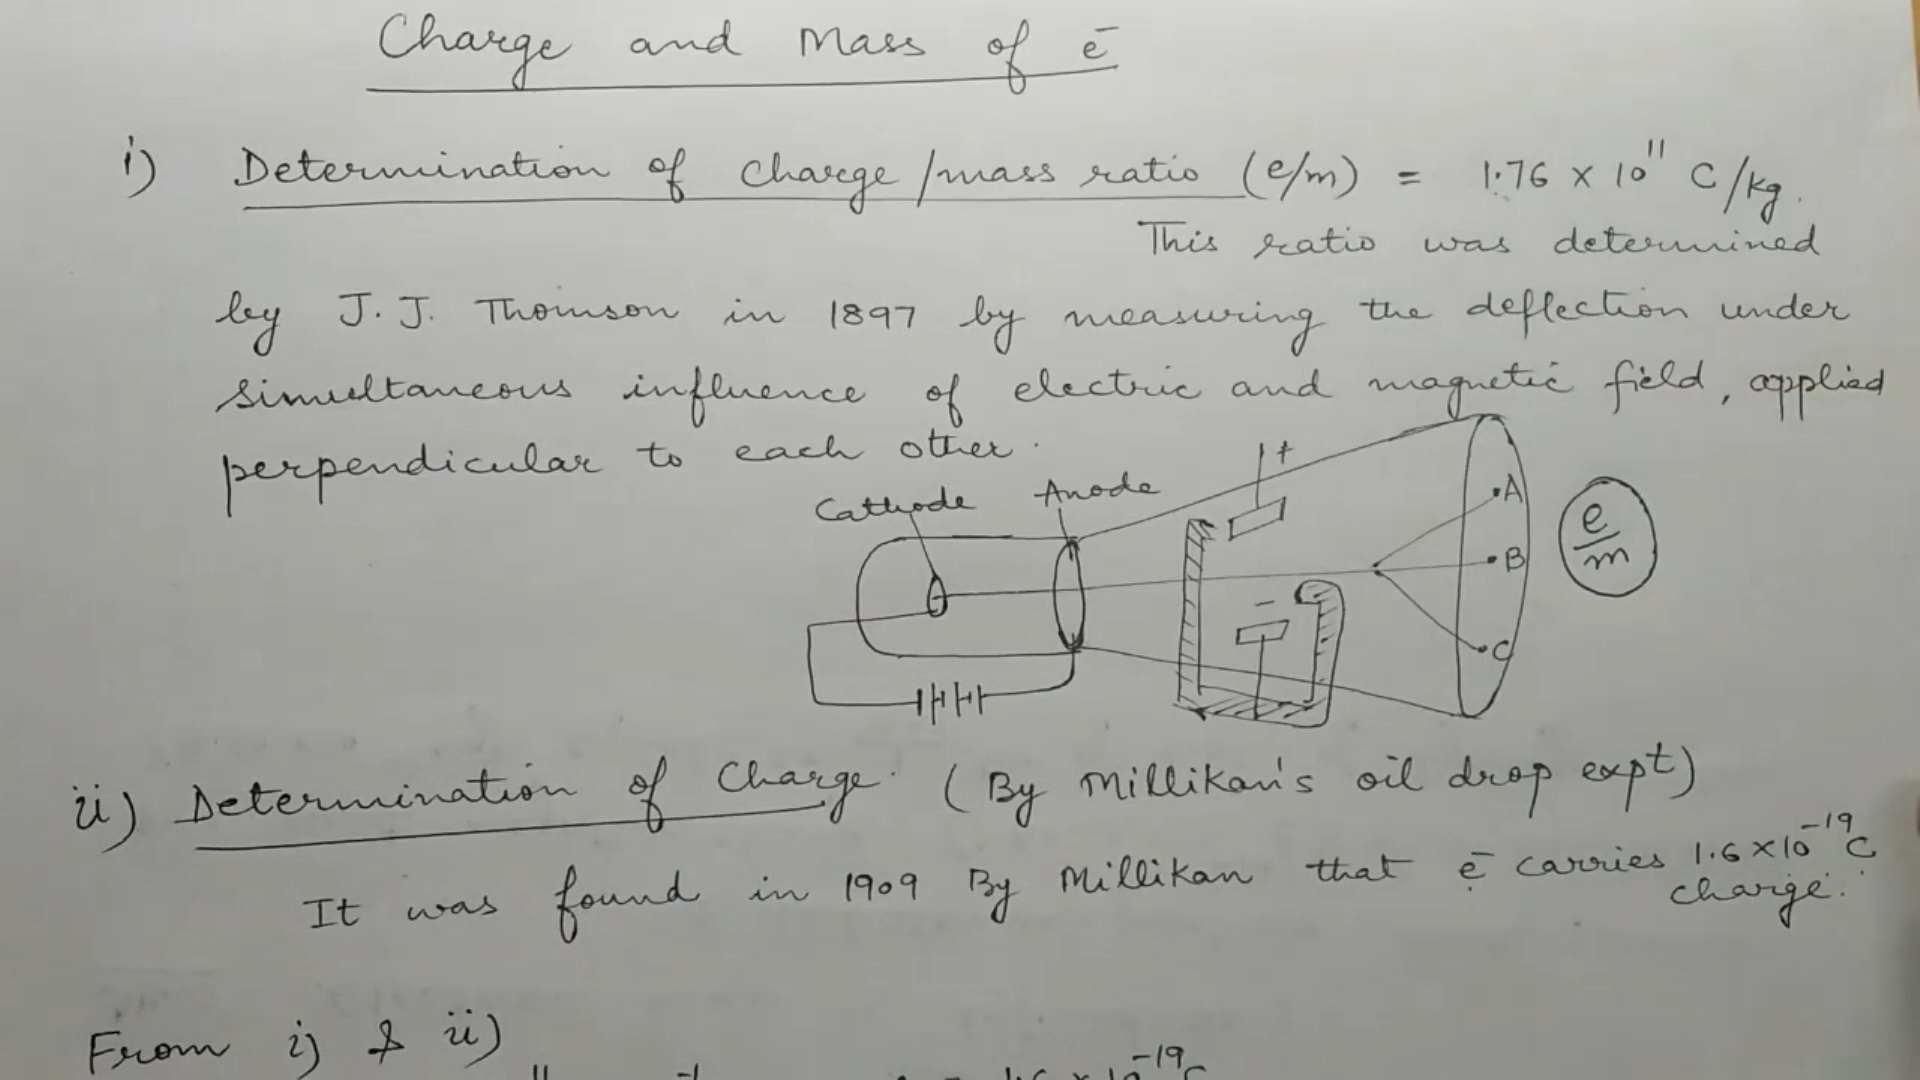 Charge and Mass of e⁻
i) Determination of charge/mass ratio (e/m) = 1.76 × 10¹¹ C/kg.
This ratio was determined
by J.J. Thomson in 1897 by measuring the deflection under
simultaneous influence of electric and magnetic field, applied
perpendicular to each other.
Cathode Anode +
A
B
C
e/m
−
ii) Determination of Charge. (By Millikan's oil drop expt)
It was found in 1909 By Millikan that e⁻ carries 1.6×10⁻¹⁹ C
charge.
From i) & ii)